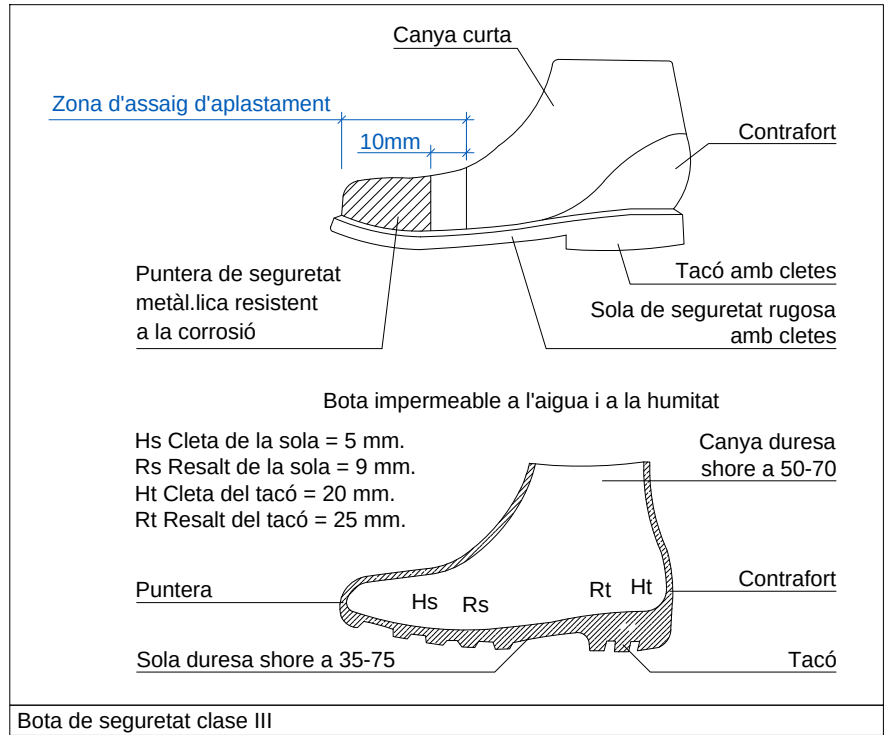 Canya curta
Zona d'assaig d'aplastament
10mm
Contrafort
Puntera de seguretat
metàl.lica resistent
a la corrosió
Tacó amb cletes
Sola de seguretat rugosa
amb cletes
Bota impermeable a l'aigua i a la humitat
Hs Cleta de la sola = 5 mm.
Rs Resalt de la sola = 9 mm.
Ht Cleta del tacó = 20 mm.
Rt Resalt del tacó = 25 mm.
Canya duresa
shore a 50-70
Puntera
Hs
Rs
Rt
Ht
Contrafort
Sola duresa shore a 35-75
Tacó
Bota de seguretat clase III